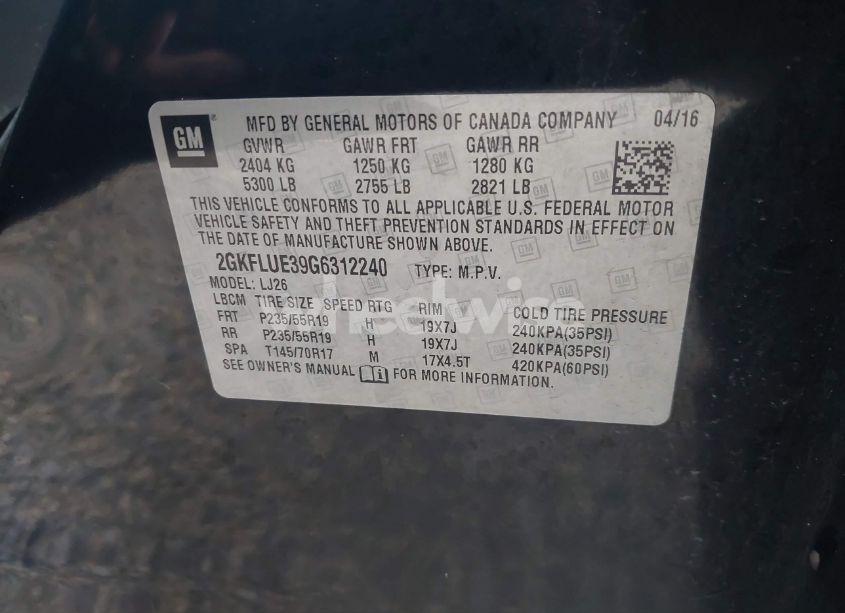 GM
MFD BY GENERAL MOTORS OF CANADA COMPANY 04/16
GVWR GAWR FRT GAWR RR
2404 KG 1250 KG 1280 KG
5300 LB 2755 LB 2821 LB
THIS VEHICLE CONFORMS TO ALL APPLICABLE U.S. FEDERAL MOTOR
VEHICLE SAFETY AND THEFT PREVENTION STANDARDS IN EFFECT ON
THE DATE OF MANUFACTURE SHOWN ABOVE.
2GKFLUE39G6312240 TYPE: M.P.V.
MODEL: LJ26
LBCM TIRE SIZE SPEED RTG RIM COLD TIRE PRESSURE
FRT P235/55R19 H 19X7J 240KPA(35PSI)
RR P235/55R19 H 19X7J 240KPA(35PSI)
SPA T145/70R17 M 17X4.5T 420KPA(60PSI)
SEE OWNER'S MANUAL FOR MORE INFORMATION.